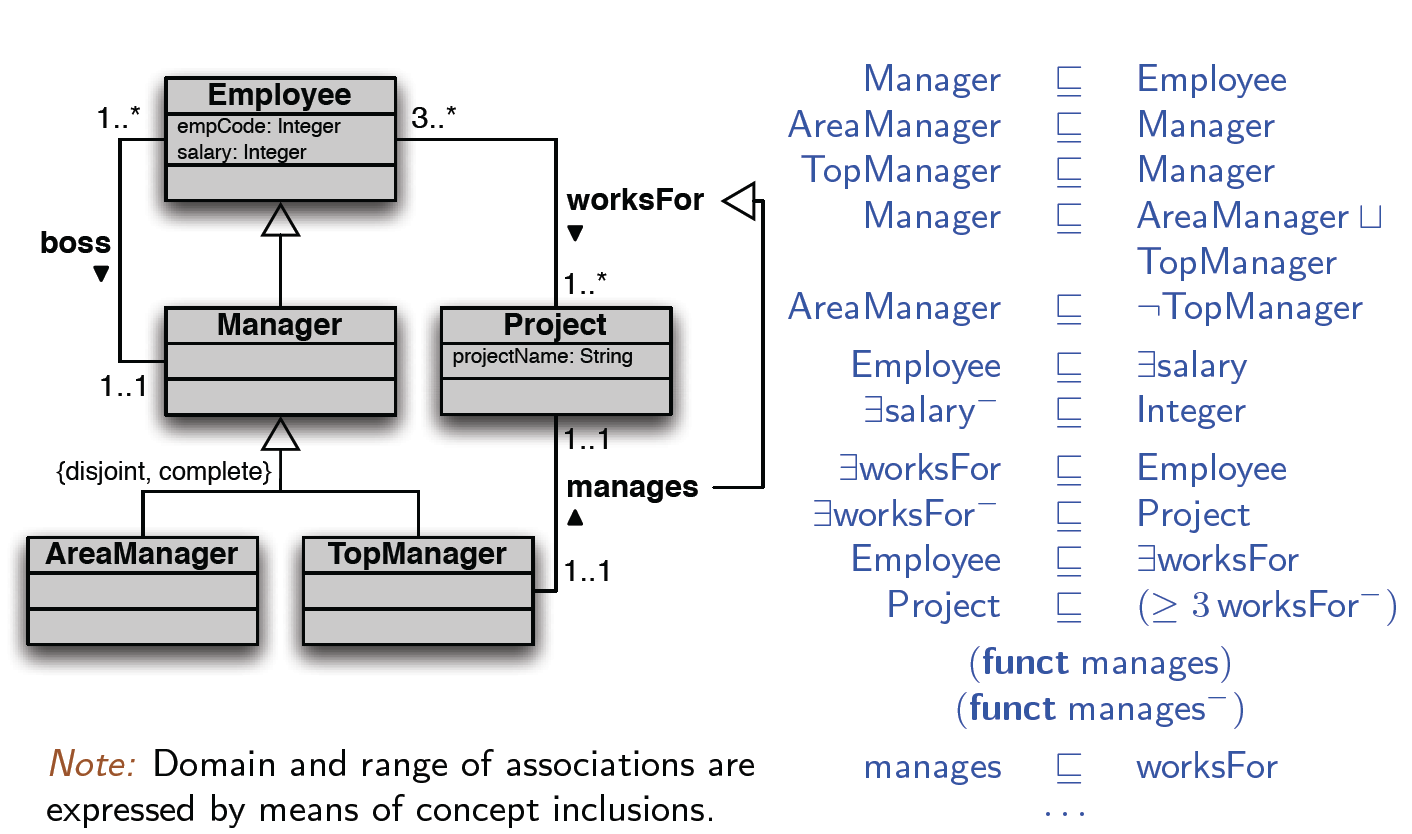 Employee
empCode: Integer
salary: Integer
1..*
3..*
boss
▼
worksFor
▼
1..*
Manager
1..1
Project
projectName: String
1..1
{disjoint, complete}
manages
▲
AreaManager
TopManager
1..1
Note: Domain and range of associations are
expressed by means of concept inclusions.
Manager ⊑ Employee
AreaManager ⊑ Manager
TopManager ⊑ Manager
Manager ⊑ AreaManager ⊔
TopManager
AreaManager ⊑ ¬TopManager
Employee ⊑ ∃salary
∃salary⁻ ⊑ Integer
∃worksFor ⊑ Employee
∃worksFor⁻ ⊑ Project
Employee ⊑ ∃worksFor
Project ⊑ (≥ 3 worksFor⁻)
(funct manages)
(funct manages⁻)
manages ⊑ worksFor
...